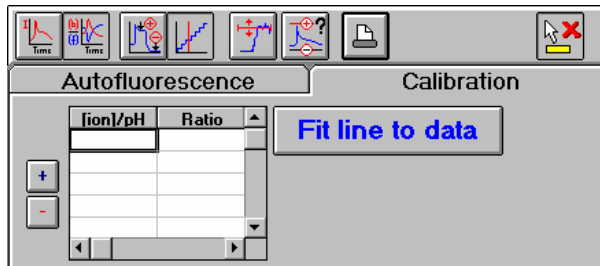 I Time (b) (f) Time ?
Autofluorescence Calibration
[ion]/pH Ratio
Fit line to data
+
-